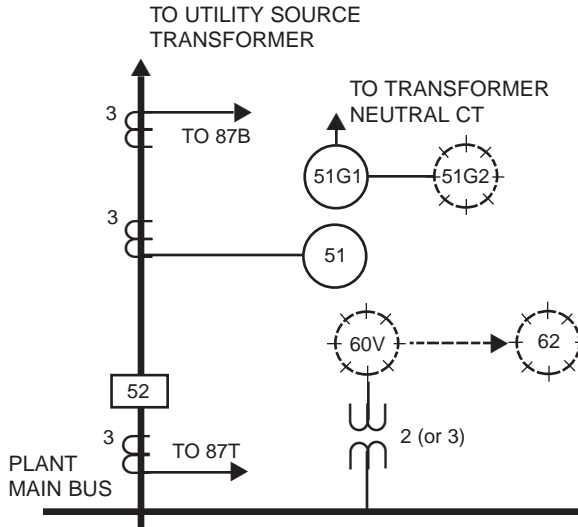 TO UTILITY SOURCE
TRANSFORMER
3
TO 87B
TO TRANSFORMER
NEUTRAL CT
51G1
51G2
3
51
60V
62
52
3
TO 87T
2 (or 3)
PLANT
MAIN BUS